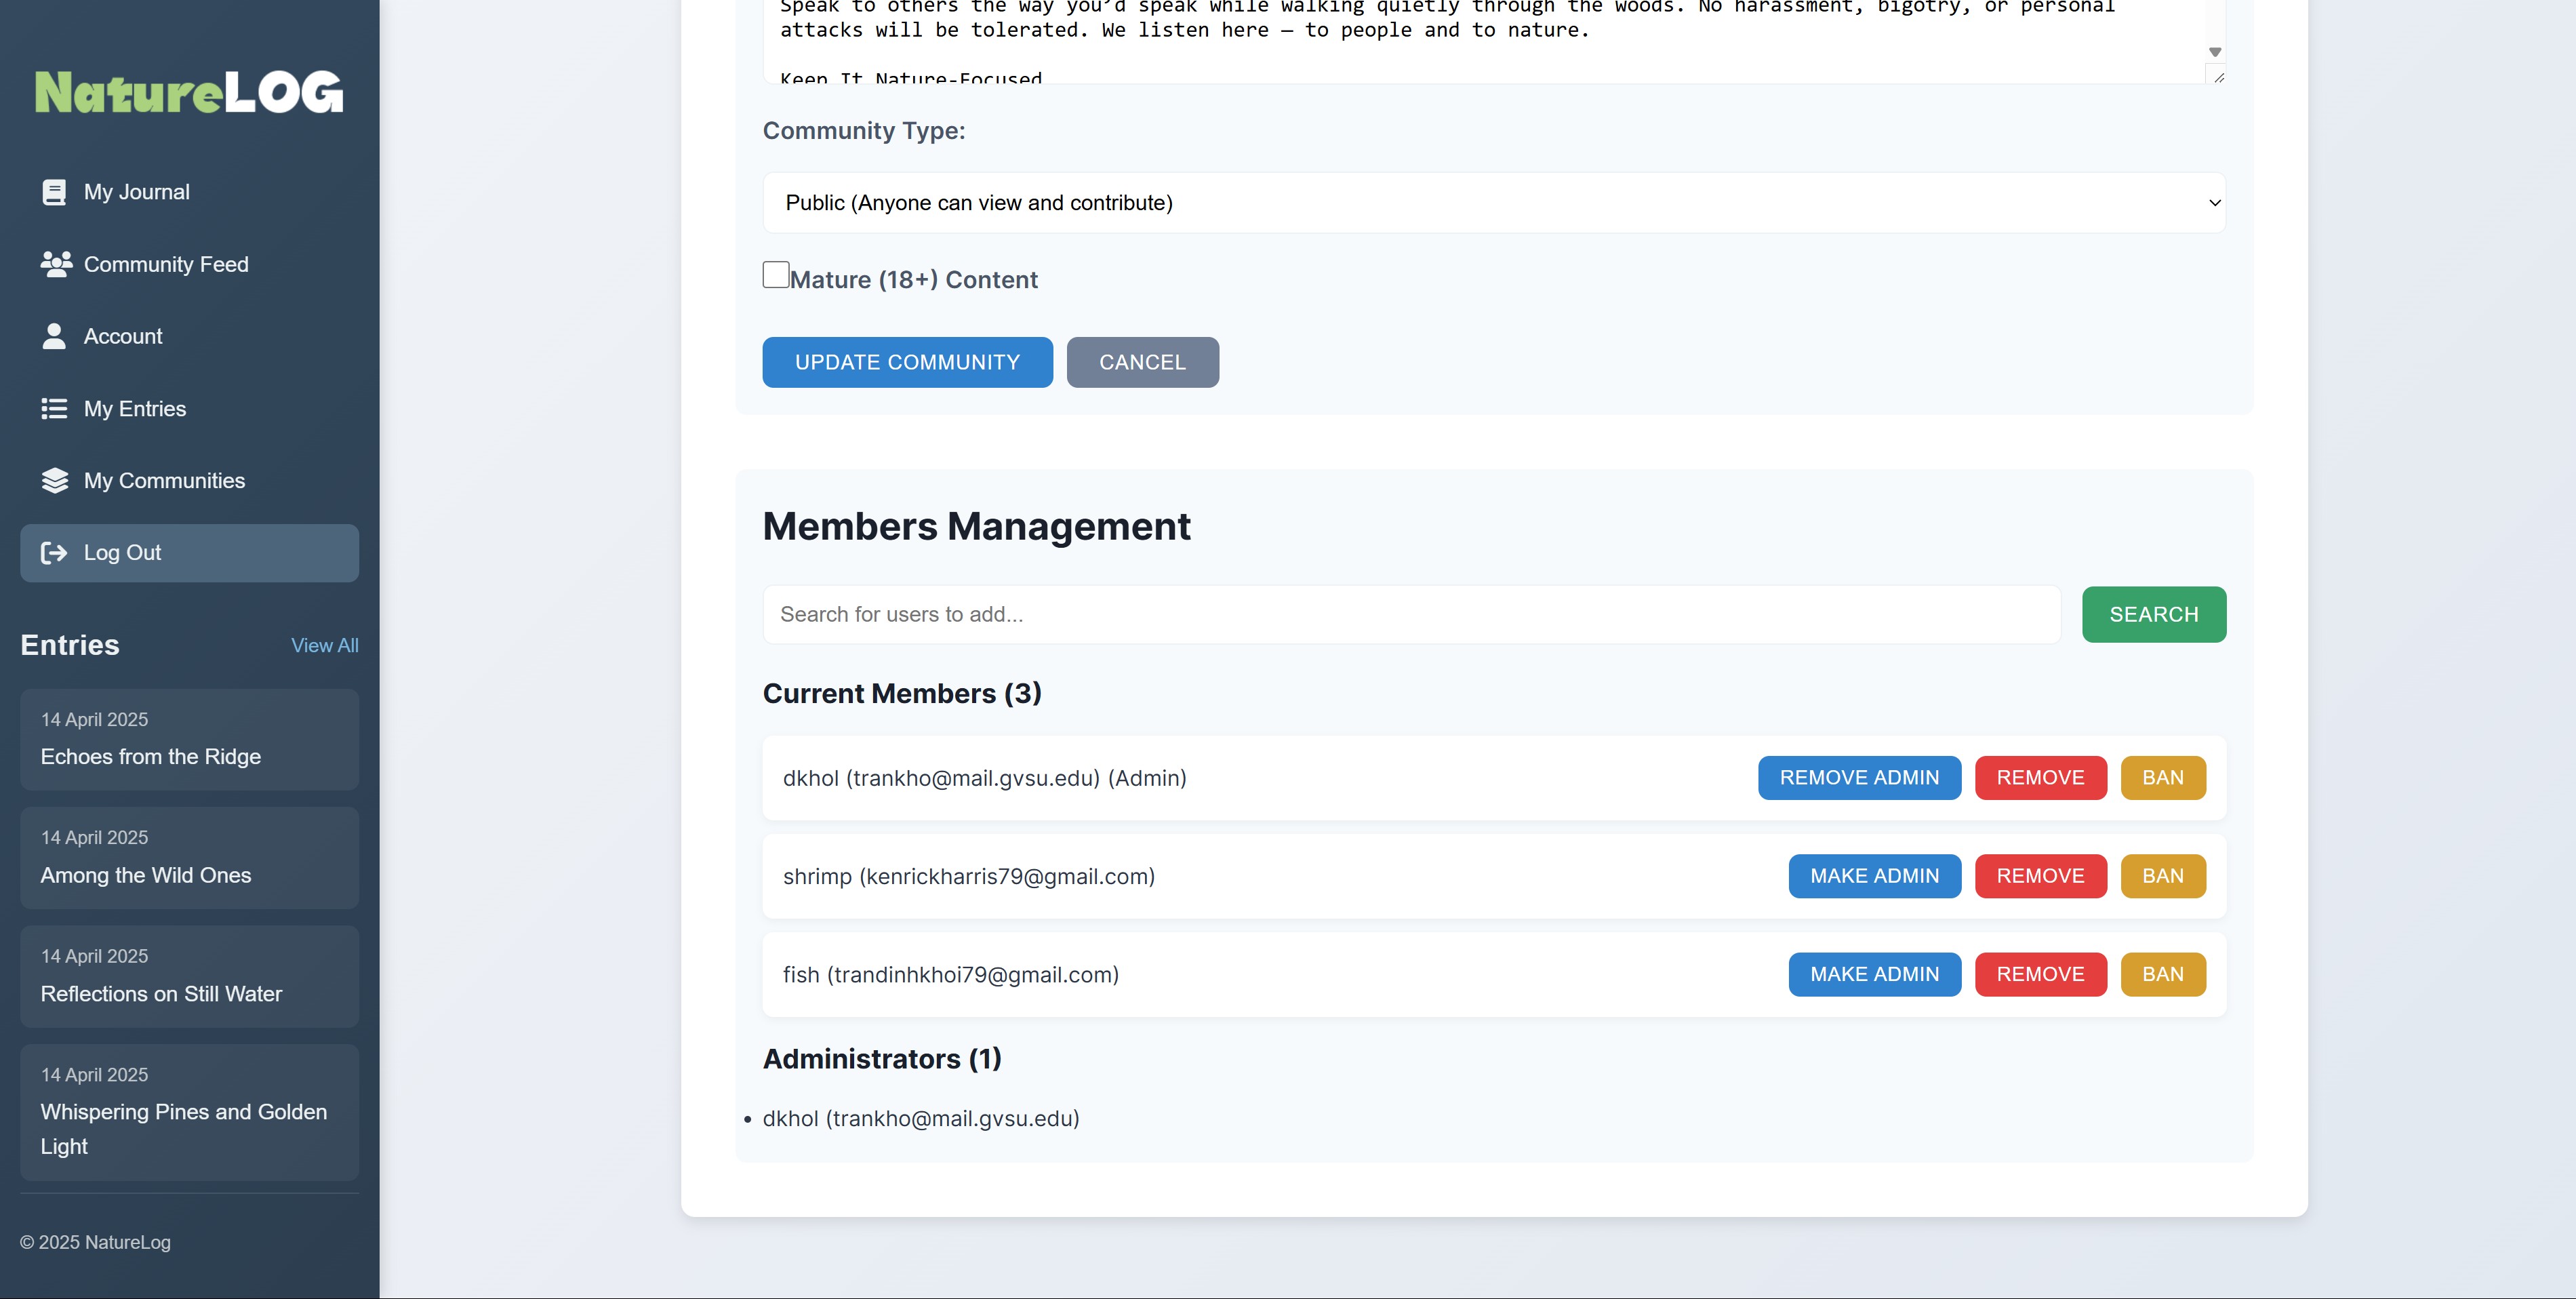 NatureLOG
My Journal
Community Feed
Account
My Entries
My Communities
Log Out
Entries
View All
14 April 2025
Echoes from the Ridge
14 April 2025
Among the Wild Ones
14 April 2025
Reflections on Still Water
14 April 2025
Whispering Pines and Golden
Light
© 2025 NatureLog
Speak to others the way you’d speak while walking quietly through the woods. No harassment, bigotry, or personal
attacks will be tolerated. We listen here — to people and to nature.
Keep It Nature-Focused
Community Type:
Public (Anyone can view and contribute)
Mature (18+) Content
UPDATE COMMUNITY
CANCEL
Members Management
Search for users to add...
SEARCH
Current Members (3)
dkhol (trankho@mail.gvsu.edu) (Admin)
REMOVE ADMIN
REMOVE
BAN
shrimp (kenrickharris79@gmail.com)
MAKE ADMIN
REMOVE
BAN
fish (trandinhkhoi79@gmail.com)
MAKE ADMIN
REMOVE
BAN
Administrators (1)
• dkhol (trankho@mail.gvsu.edu)